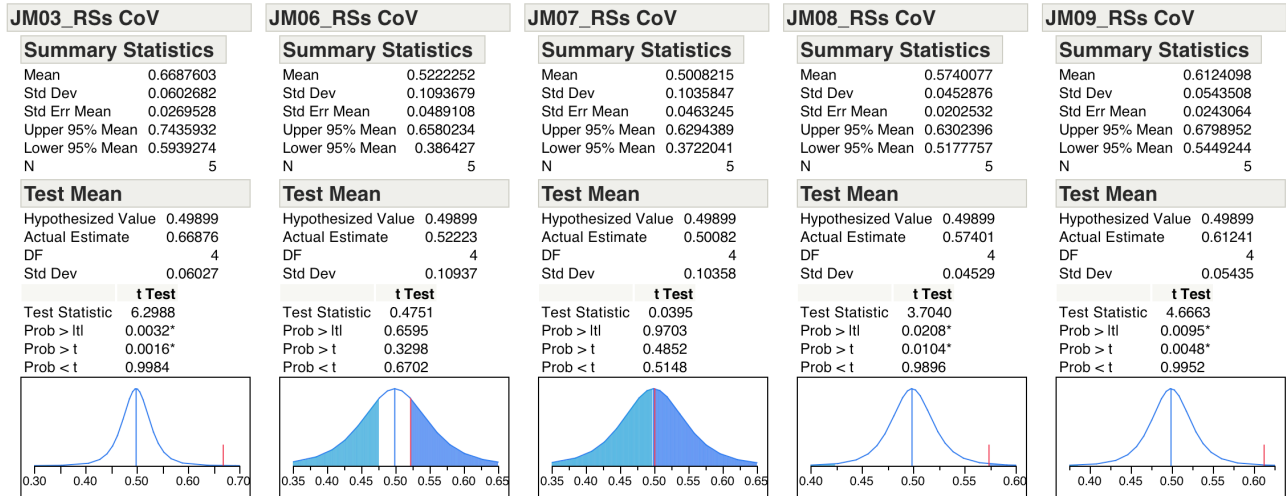 JM03_RSs CoV
Summary Statistics
Mean 0.6687603
Std Dev 0.0602682
Std Err Mean 0.0269528
Upper 95% Mean 0.7435932
Lower 95% Mean 0.5939274
N 5
Test Mean
Hypothesized Value 0.49899
Actual Estimate 0.66876
DF 4
Std Dev 0.06027
t Test
Test Statistic 6.2988
Prob > ltl 0.0032*
Prob > t 0.0016*
Prob < t 0.9984
0.30 0.40 0.50 0.60 0.70
JM06_RSs CoV
Summary Statistics
Mean 0.5222252
Std Dev 0.1093679
Std Err Mean 0.0489108
Upper 95% Mean 0.6580234
Lower 95% Mean 0.386427
N 5
Test Mean
Hypothesized Value 0.49899
Actual Estimate 0.52223
DF 4
Std Dev 0.10937
t Test
Test Statistic 0.4751
Prob > ltl 0.6595
Prob > t 0.3298
Prob < t 0.6702
0.35 0.40 0.45 0.50 0.55 0.60 0.65
JM07_RSs CoV
Summary Statistics
Mean 0.5008215
Std Dev 0.1035847
Std Err Mean 0.0463245
Upper 95% Mean 0.6294389
Lower 95% Mean 0.3722041
N 5
Test Mean
Hypothesized Value 0.49899
Actual Estimate 0.50082
DF 4
Std Dev 0.10358
t Test
Test Statistic 0.0395
Prob > ltl 0.9703
Prob > t 0.4852
Prob < t 0.5148
0.35 0.40 0.45 0.50 0.55 0.60 0.65
JM08_RSs CoV
Summary Statistics
Mean 0.5740077
Std Dev 0.0452876
Std Err Mean 0.0202532
Upper 95% Mean 0.6302396
Lower 95% Mean 0.5177757
N 5
Test Mean
Hypothesized Value 0.49899
Actual Estimate 0.57401
DF 4
Std Dev 0.04529
t Test
Test Statistic 3.7040
Prob > ltl 0.0208*
Prob > t 0.0104*
Prob < t 0.9896
0.40 0.45 0.50 0.55 0.60
JM09_RSs CoV
Summary Statistics
Mean 0.6124098
Std Dev 0.0543508
Std Err Mean 0.0243064
Upper 95% Mean 0.6798952
Lower 95% Mean 0.5449244
N 5
Test Mean
Hypothesized Value 0.49899
Actual Estimate 0.61241
DF 4
Std Dev 0.05435
t Test
Test Statistic 4.6663
Prob > ltl 0.0095*
Prob > t 0.0048*
Prob < t 0.9952
0.40 0.45 0.50 0.55 0.60